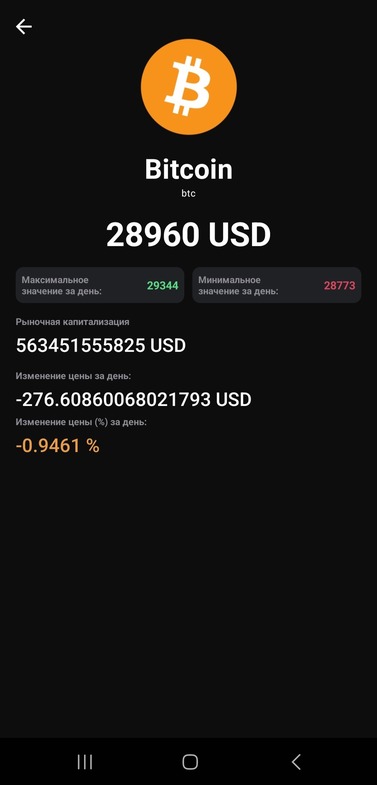 Bitcoin
btc
28960 USD
Максимальное
значение за день:
29344
Минимальное
значение за день:
28773
Рыночная капитализация
563451555825 USD
Изменение цены за день:
-276.60860068021793 USD
Изменение цены (%) за день:
-0.9461 %